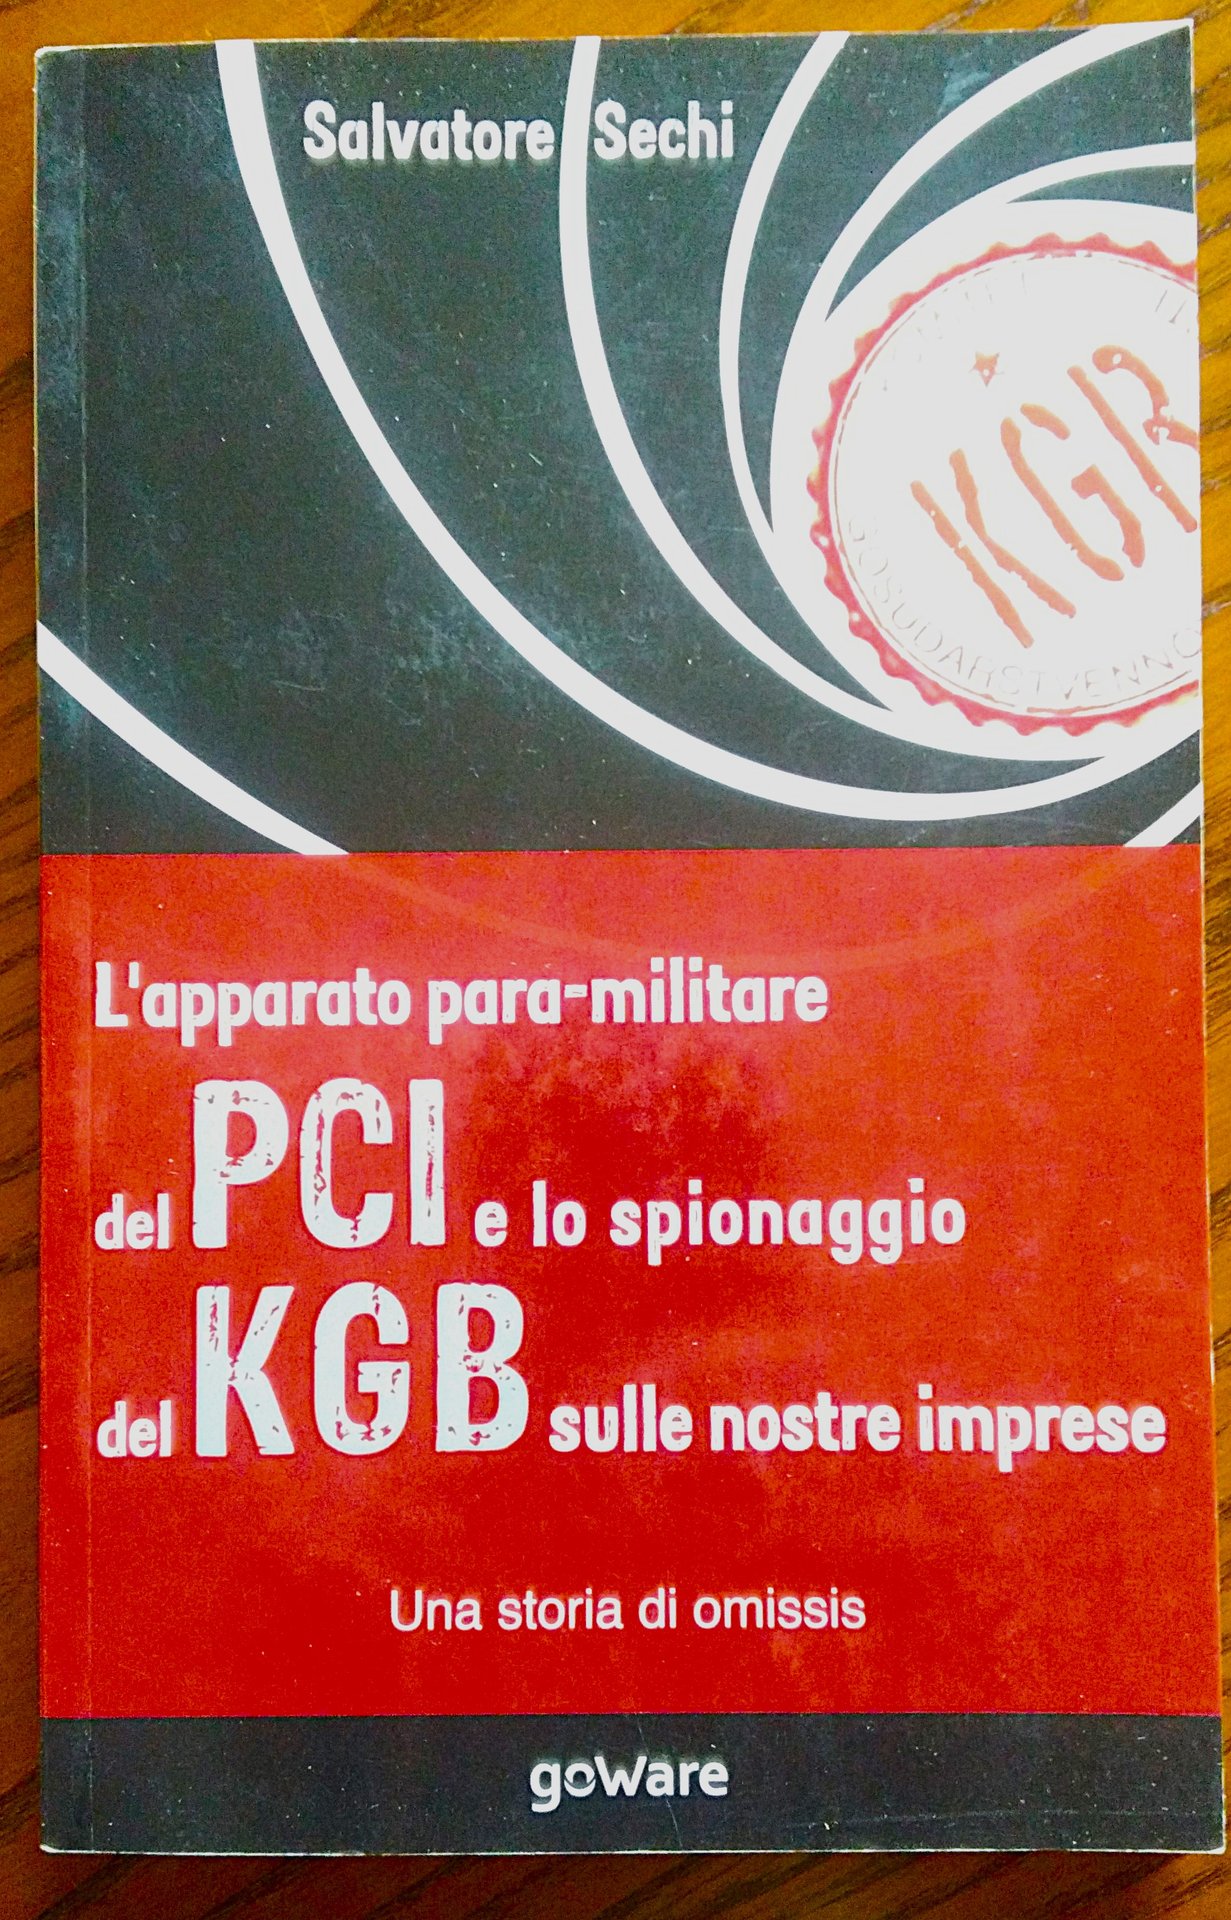 Salvatore Sechi
KGB
GOSUDARSTVENNO
L'apparato para-militare
del PCI e lo spionaggio
del KGB sulle nostre imprese
Una storia di omissis
goWare